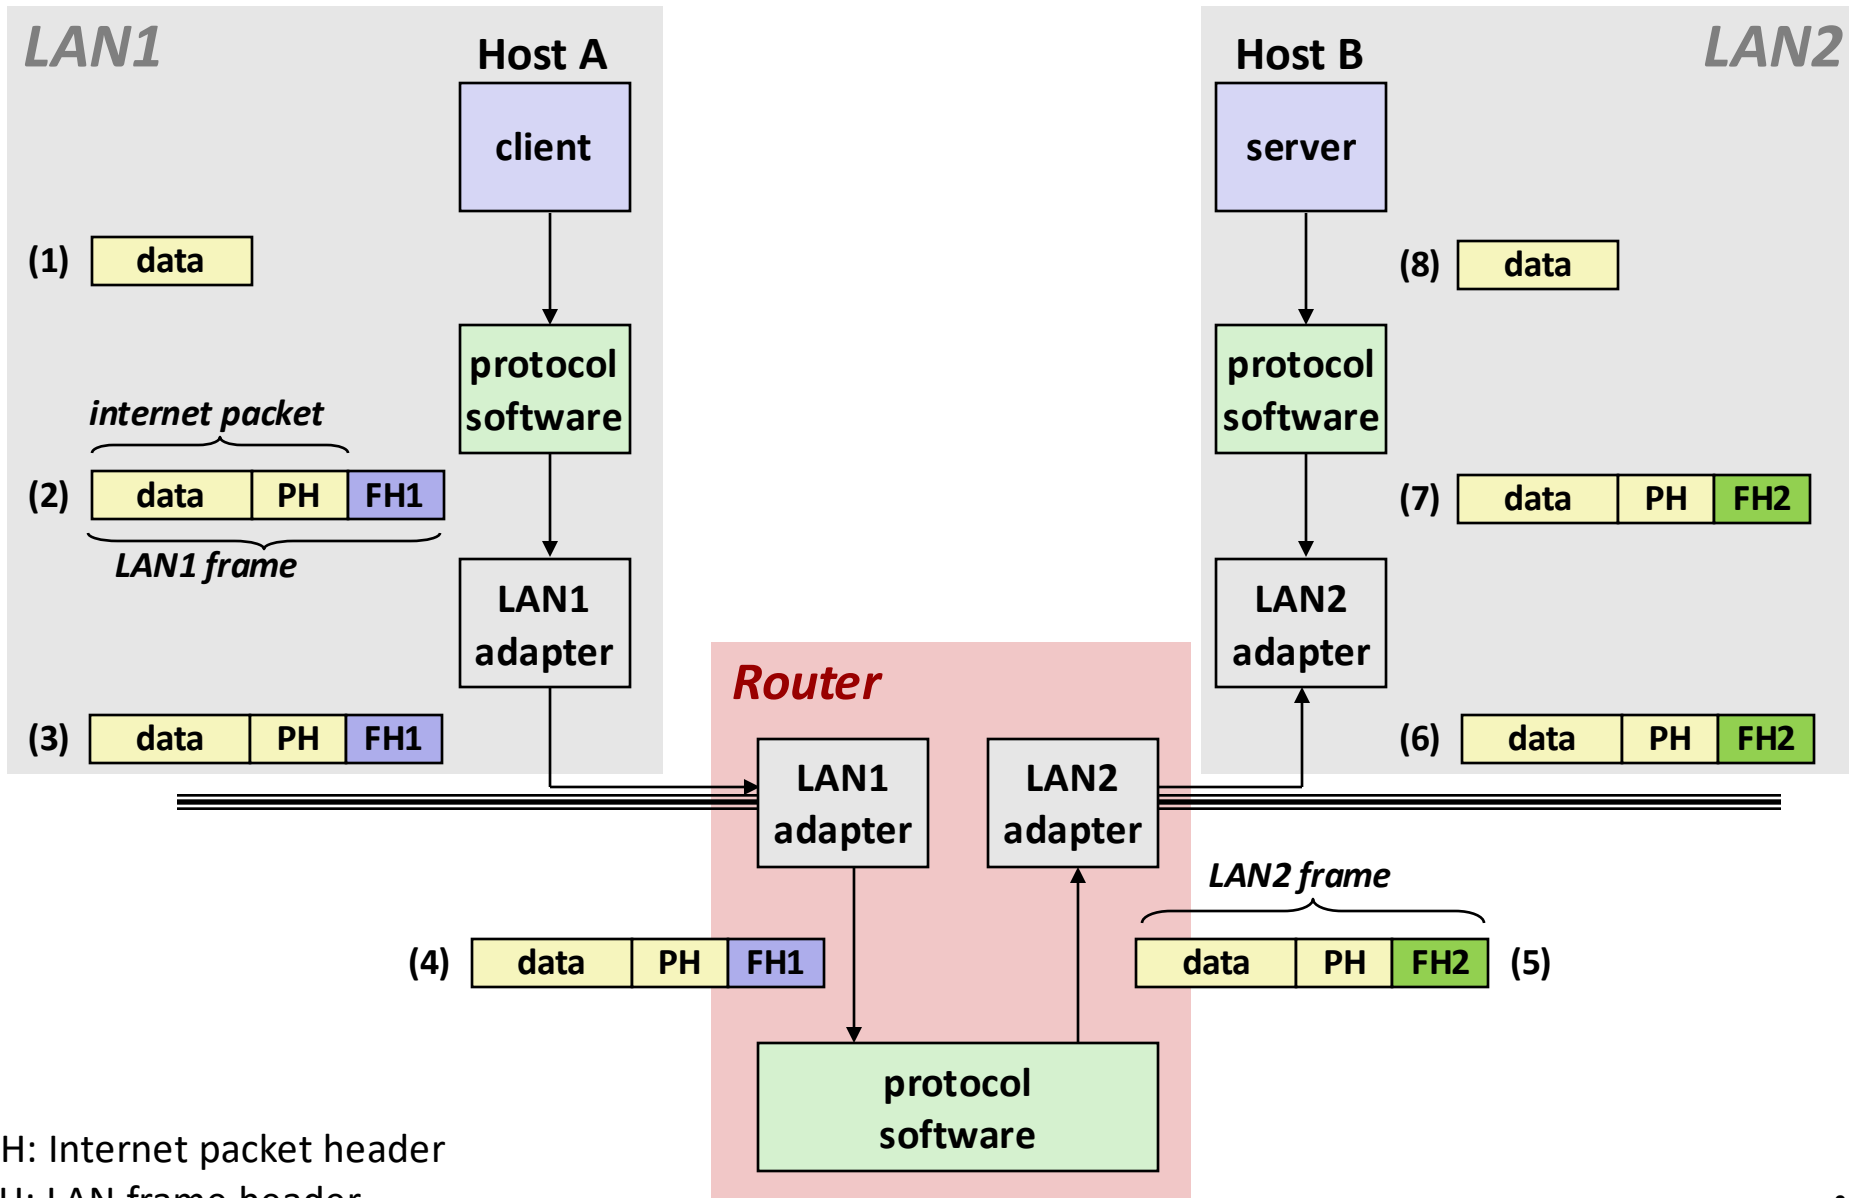 LAN1
Host A
client
(1) data
protocol
software
internet packet
(2) data PH FH1
LAN1 frame
LAN1
adapter
(3) data PH FH1
Host B
LAN2
server
(8) data
protocol
software
(7) data PH FH2
LAN2
adapter
(6) data PH FH2
Router
LAN1
adapter
LAN2
adapter
LAN2 frame
(4) data PH FH1
data PH FH2 (5)
protocol
software
H: Internet packet header
H: LAN frame header